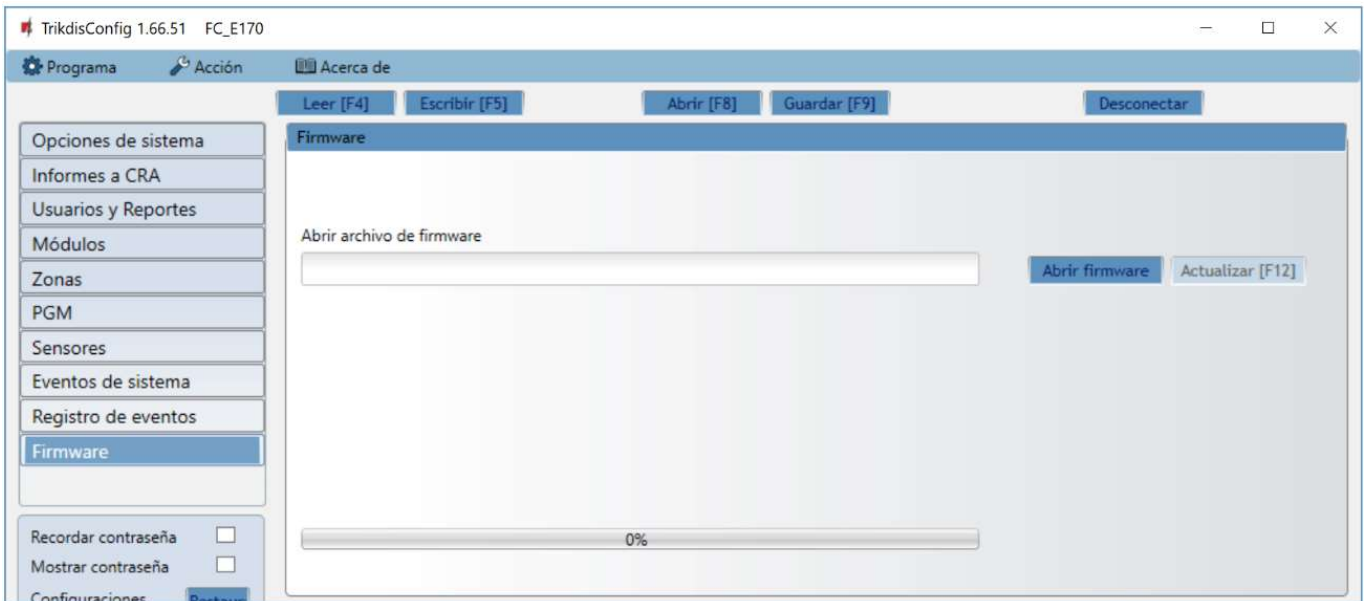 TrikdisConfig 1.66.51 FC_E170
Programa Acción Acerca de
Leer [F4] Escribir [F5] Abrir [F8] Guardar [F9] Desconectar
Opciones de sistema
Informes a CRA
Usuarios y Reportes
Módulos
Zonas
PGM
Sensores
Eventos de sistema
Registro de eventos
Firmware
Recordar contraseña
Mostrar contraseña
Configuraciones
Firmware
Abrir archivo de firmware
Abrir firmware Actualizar [F12]
0%